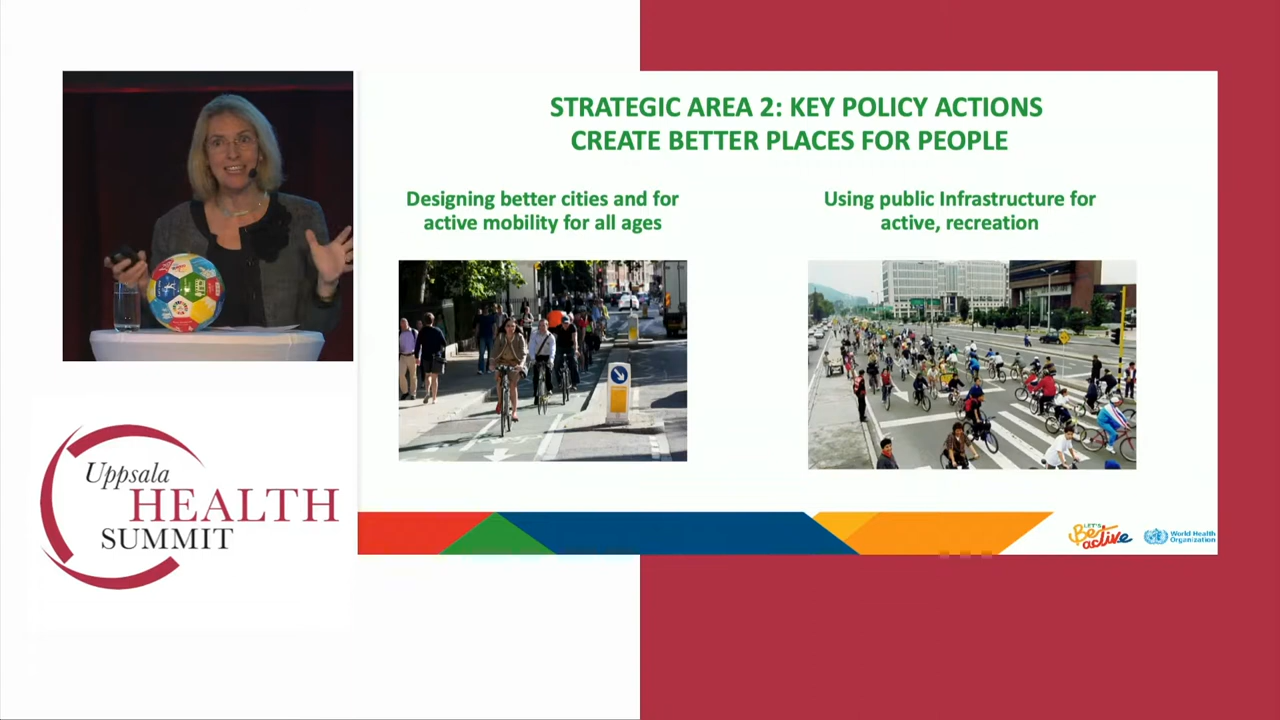 STRATEGIC AREA 2: KEY POLICY ACTIONS
CREATE BETTER PLACES FOR PEOPLE
Designing better cities and for
active mobility for all ages
Using public Infrastructure for
active, recreation
Uppsala
HEALTH
SUMMIT
LET'S
Be
active
World Health
Organization